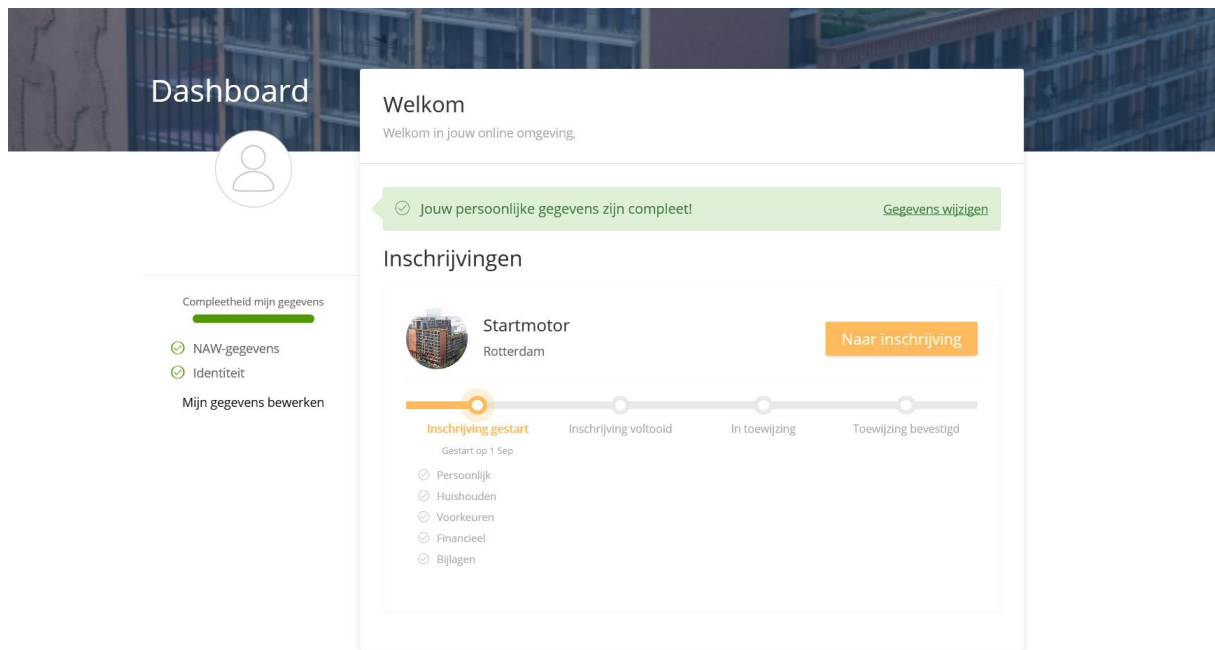 Dashboard
Welkom
Welkom in jouw online omgeving,
Jouw persoonlijke gegevens zijn compleet!
Gegevens wijzigen
Inschrijvingen
Compleetheid mijn gegevens
NAW-gegevens
Identiteit
Mijn gegevens bewerken
Startmotor
Rotterdam
Naar inschrijving
Inschrijving gestart
Inschrijving voltooid
In toewijzing
Toewijzing bevestigd
Gestart op 1 Sep
Persoonlijk
Huishouden
Voorkeuren
Financieel
Bijlagen